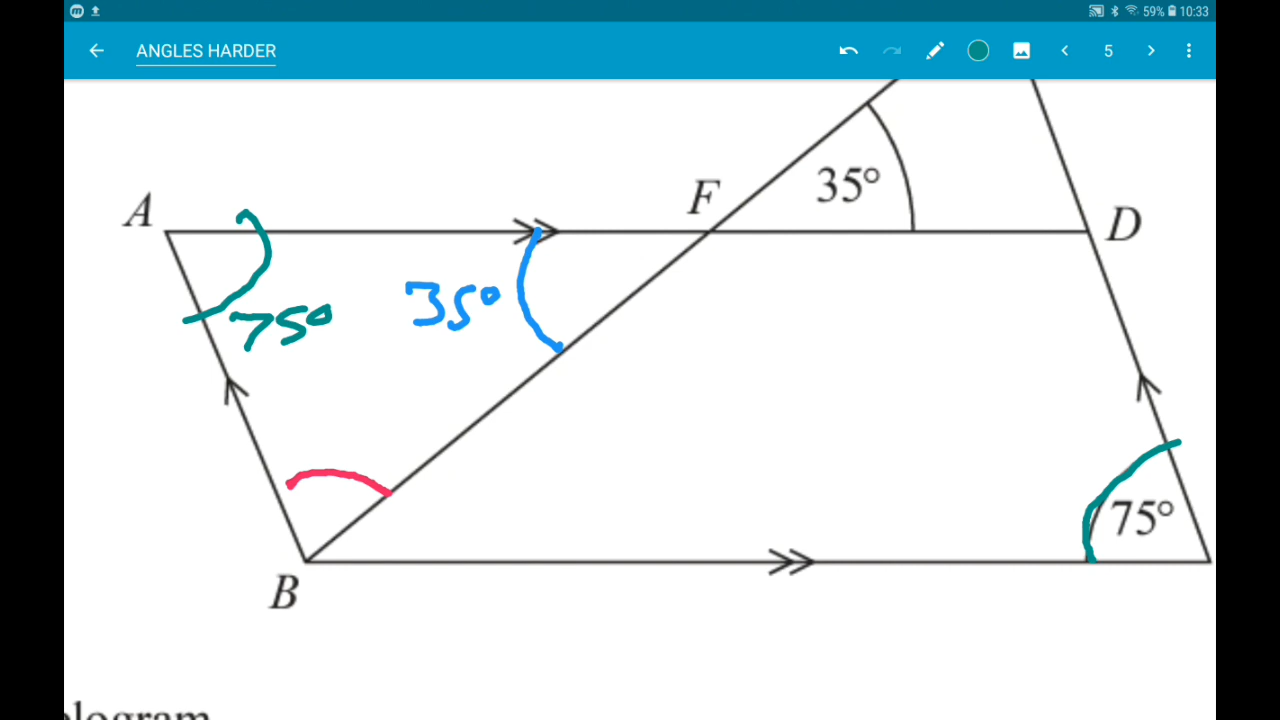 59% 10:33
ANGLES HARDER 5
A F 35° D
75° 35°
75°
B